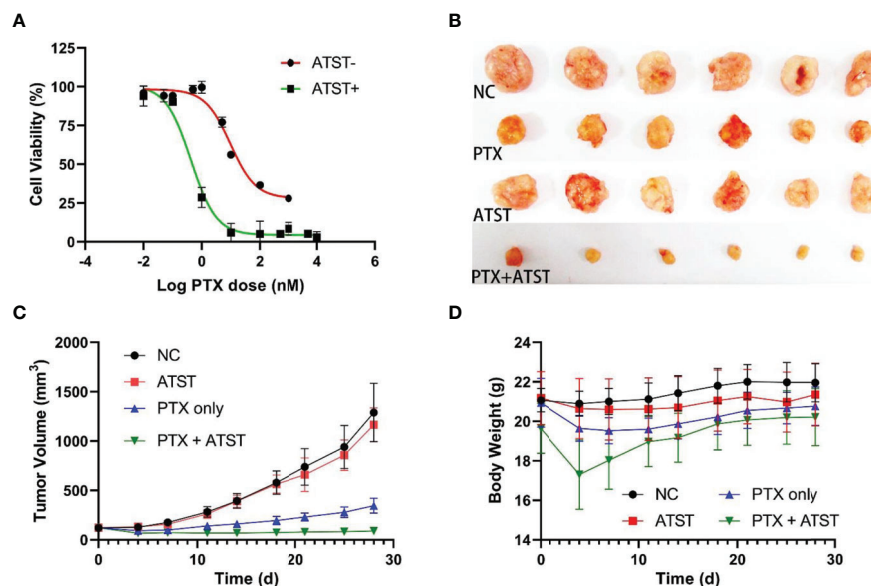 A
125
100
75
50
25
0
Cell Viability (%)
-4
-2
0
2
4
6
Log PTX dose (nM)
ATST-
ATST+
B
NC
PTX
ATST
PTX+ATST
C
2000
1500
1000
500
0
Tumor Volume (mm³)
0
10
20
30
Time (d)
NC
ATST
PTX only
PTX + ATST
D
24
22
20
18
16
14
Body Weight (g)
0
10
20
30
Time (d)
NC
ATST
PTX only
PTX + ATST